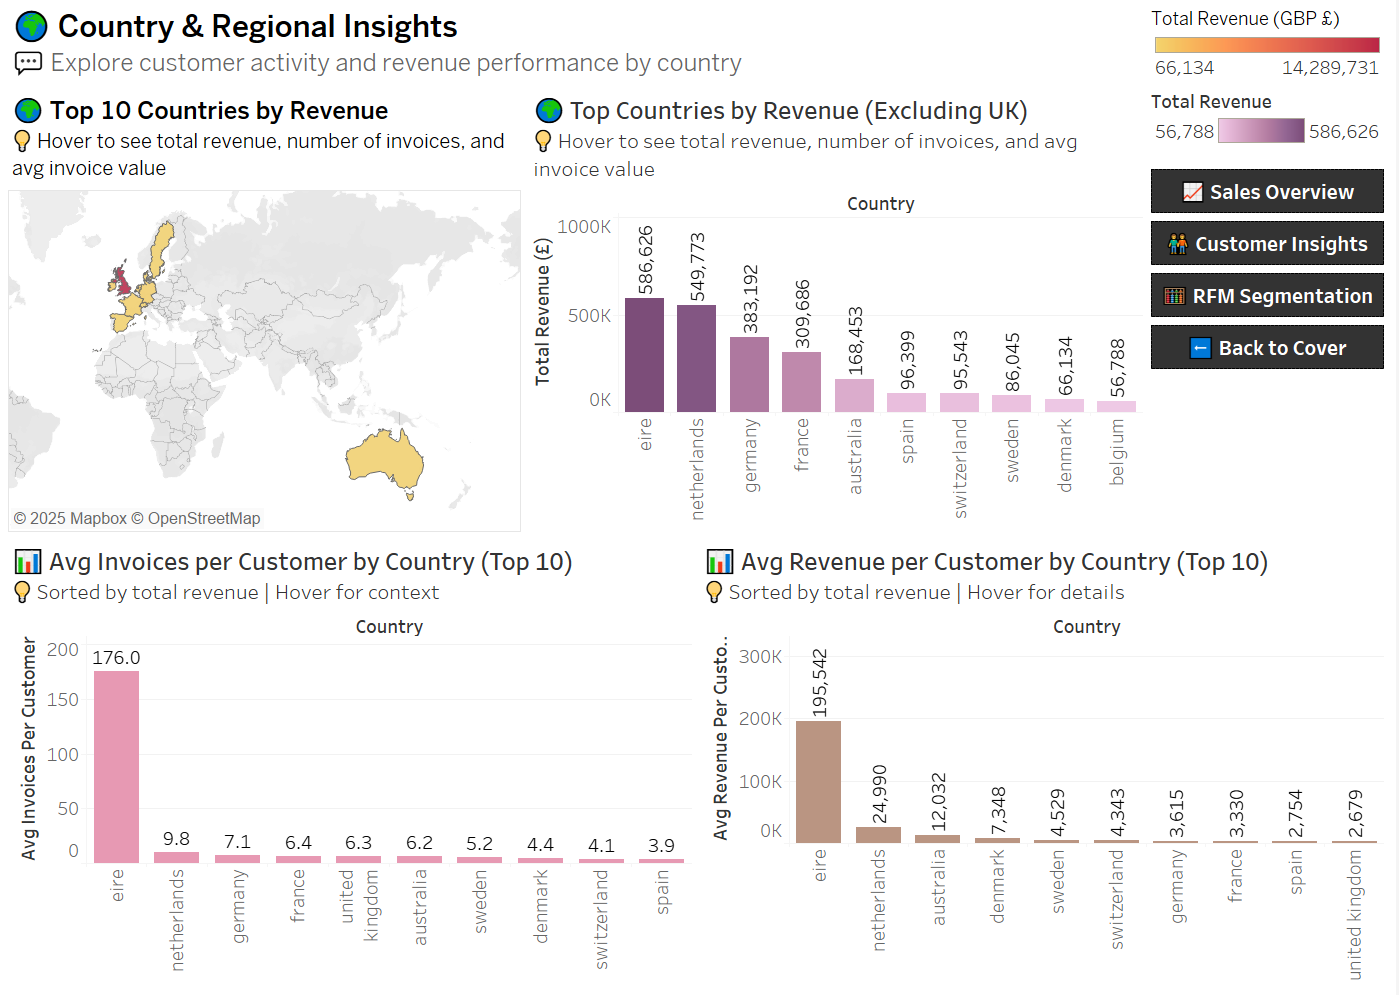 Country & Regional Insights
Explore customer activity and revenue performance by country
Total Revenue (GBP £)
66,134 14,289,731
Total Revenue
56,788 586,626
Sales Overview
Customer Insights
RFM Segmentation
Back to Cover
Top 10 Countries by Revenue
Hover to see total revenue, number of invoices, and
avg invoice value
© 2025 Mapbox © OpenStreetMap
Top Countries by Revenue (Excluding UK)
Hover to see total revenue, number of invoices, and avg
invoice value
Country
Total Revenue (£)
1000K
500K
0K
586,626
549,773
383,192
309,686
168,453
96,399
95,543
86,045
66,134
56,788
eire
netherlands
germany
france
australia
spain
switzerland
sweden
denmark
belgium
Avg Invoices per Customer by Country (Top 10)
Sorted by total revenue | Hover for context
Country
Avg Invoices Per Customer
200
150
100
50
0
176.0
9.8
7.1
6.4
6.3
6.2
5.2
4.4
4.1
3.9
eire
netherlands
germany
france
united
kingdom
australia
sweden
denmark
switzerland
spain
Avg Revenue per Customer by Country (Top 10)
Sorted by total revenue | Hover for details
Country
Avg Revenue Per Custo..
300K
200K
100K
0K
195,542
24,990
12,032
7,348
4,529
4,343
3,615
3,330
2,754
2,679
eire
netherlands
australia
denmark
sweden
switzerland
germany
france
spain
united kingdom